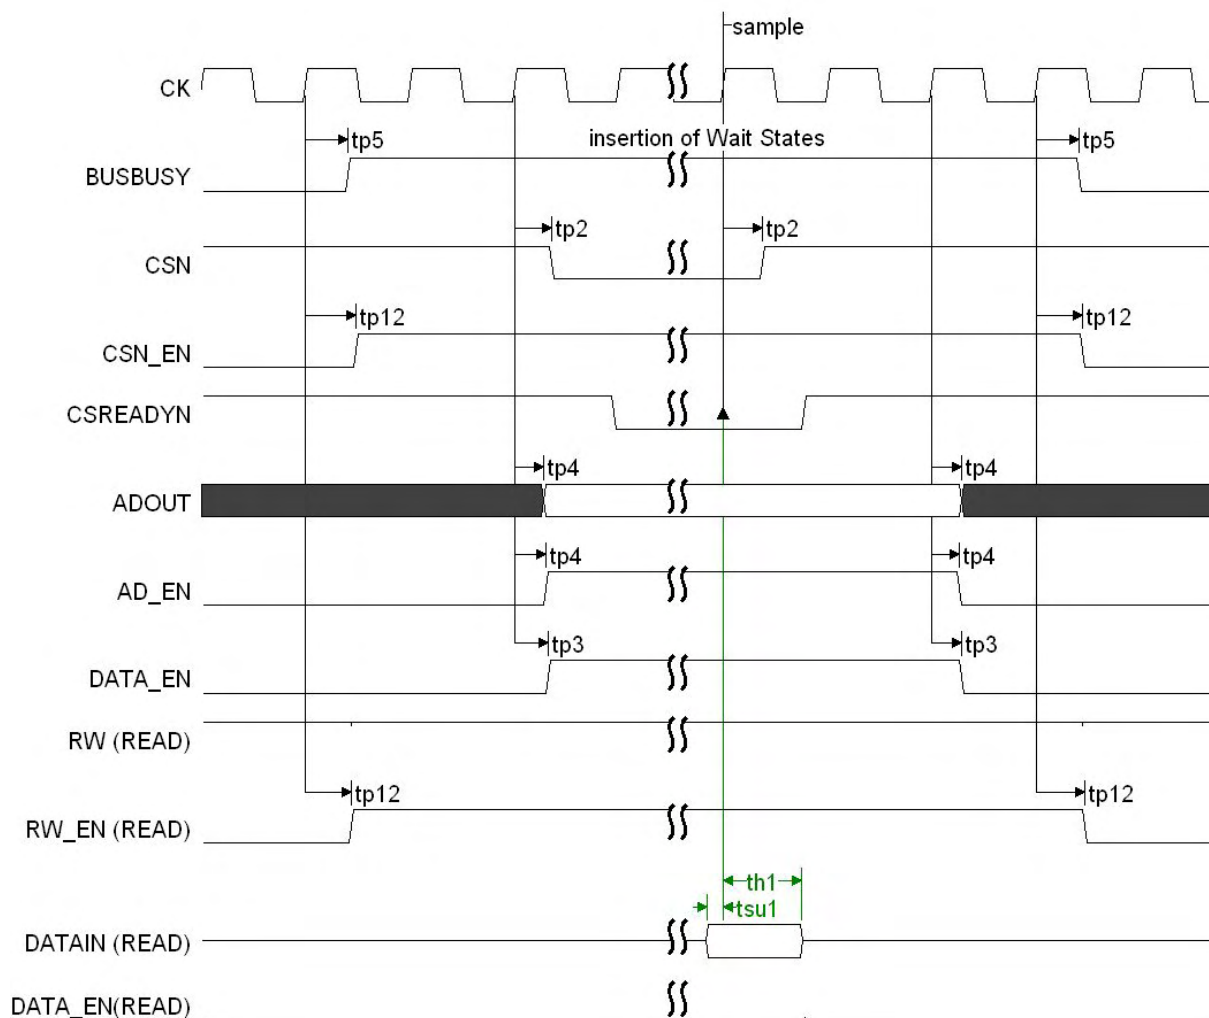 sample
CK
tp5
insertion of Wait States
tp5
BUSBUSY
tp2
tp2
CSN
tp12
tp12
CSN_EN
CSREADYN
tp4
tp4
ADOUT
tp4
tp4
AD_EN
tp3
tp3
DATA_EN
RW (READ)
tp12
tp12
RW_EN (READ)
th1
tsu1
DATAIN (READ)
DATA_EN(READ)